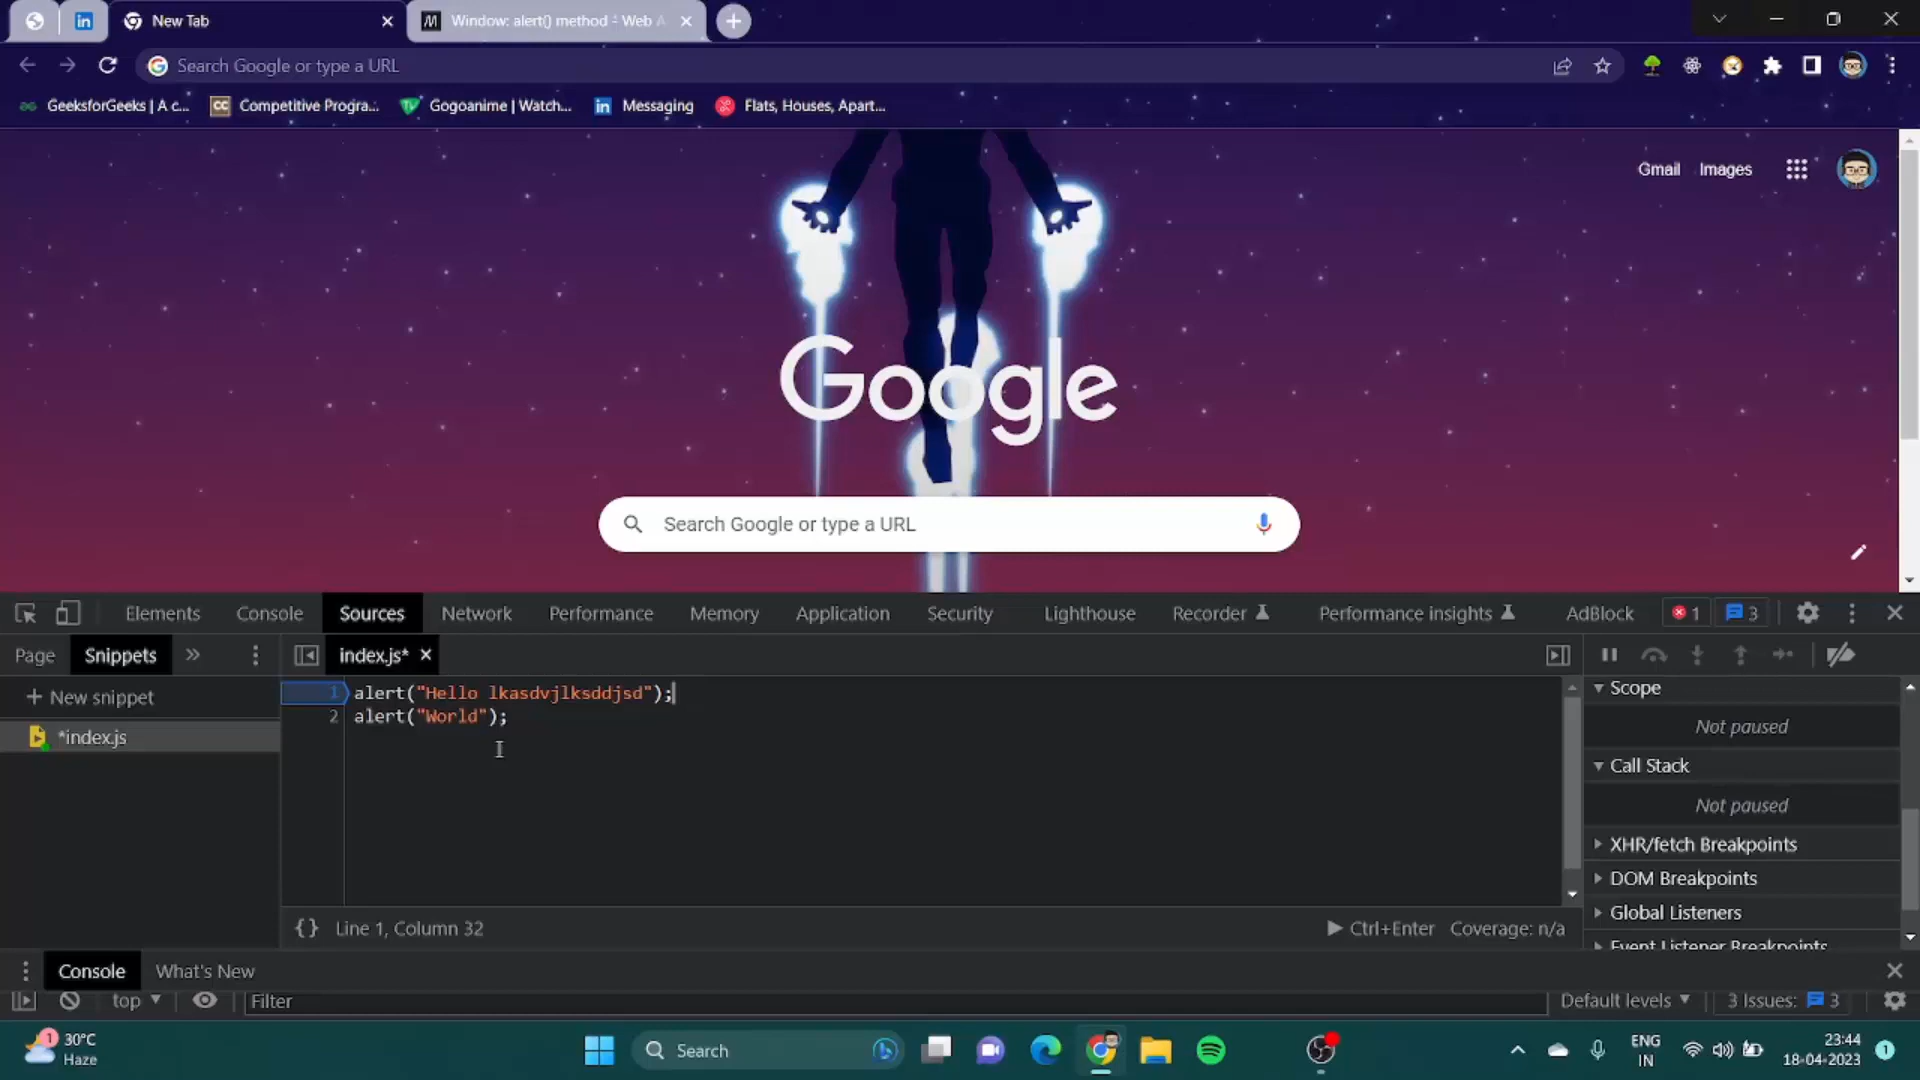 New Tab
Window: alert() method - Web A
Search Google or type a URL
GeeksforGeeks | A c...
Competitive Progra...
Gogoanime | Watch...
Messaging
Flats, Houses, Apart...
Gmail
Images
Google
Search Google or type a URL
Elements
Console
Sources
Network
Performance
Memory
Application
Security
Lighthouse
Recorder
Performance insights
AdBlock
1
3
Page
Snippets
index.js*
+ New snippet
*index.js
1 alert("Hello lkasdvjlksddjsd");
2 alert("World");
{} Line 1, Column 32
Ctrl+Enter
Coverage: n/a
Scope
Not paused
Call Stack
Not paused
XHR/fetch Breakpoints
DOM Breakpoints
Global Listeners
Event Listener Breakpoints
Console
What's New
top
Filter
Default levels
3 Issues: 3
1
30°C
Haze
Search
ENG
IN
23:44
18-04-2023
1